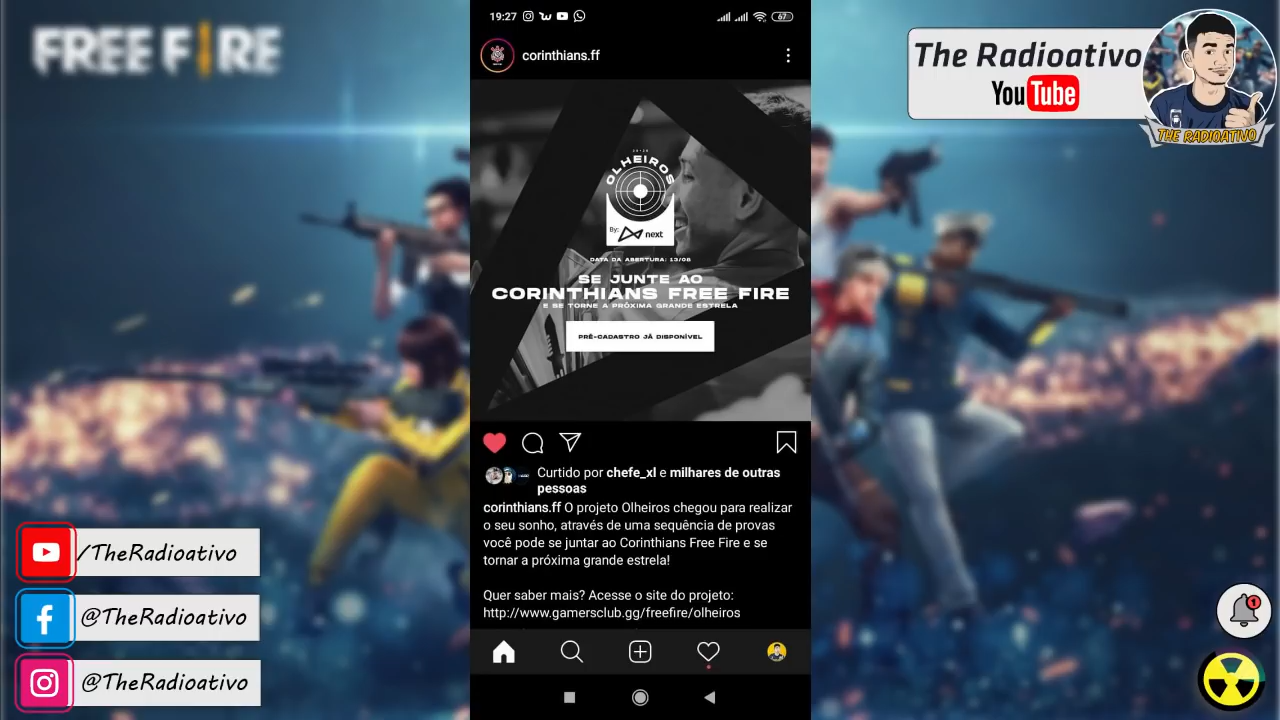 FREE FIRE
The Radioativo
YouTube
THE RADIOATIVO
19:27
67
corinthians.ff
OLHEIROS
By: next
DATA DA ABERTURA: 13/08
SE JUNTE AO
CORINTHIANS FREE FIRE
E SE TORNE A PRÓXIMA GRANDE ESTRELA
PRÉ-CADASTRO JÁ DISPONÍVEL
Curtido por chefe_xl e milhares de outras
pessoas
corinthians.ff O projeto Olheiros chegou para realizar
o seu sonho, através de uma sequência de provas
você pode se juntar ao Corinthians Free Fire e se
tornar a próxima grande estrela!
Quer saber mais? Acesse o site do projeto:
http://www.gamersclub.gg/freefire/olheiros
/TheRadioativo
@TheRadioativo
@TheRadioativo
1